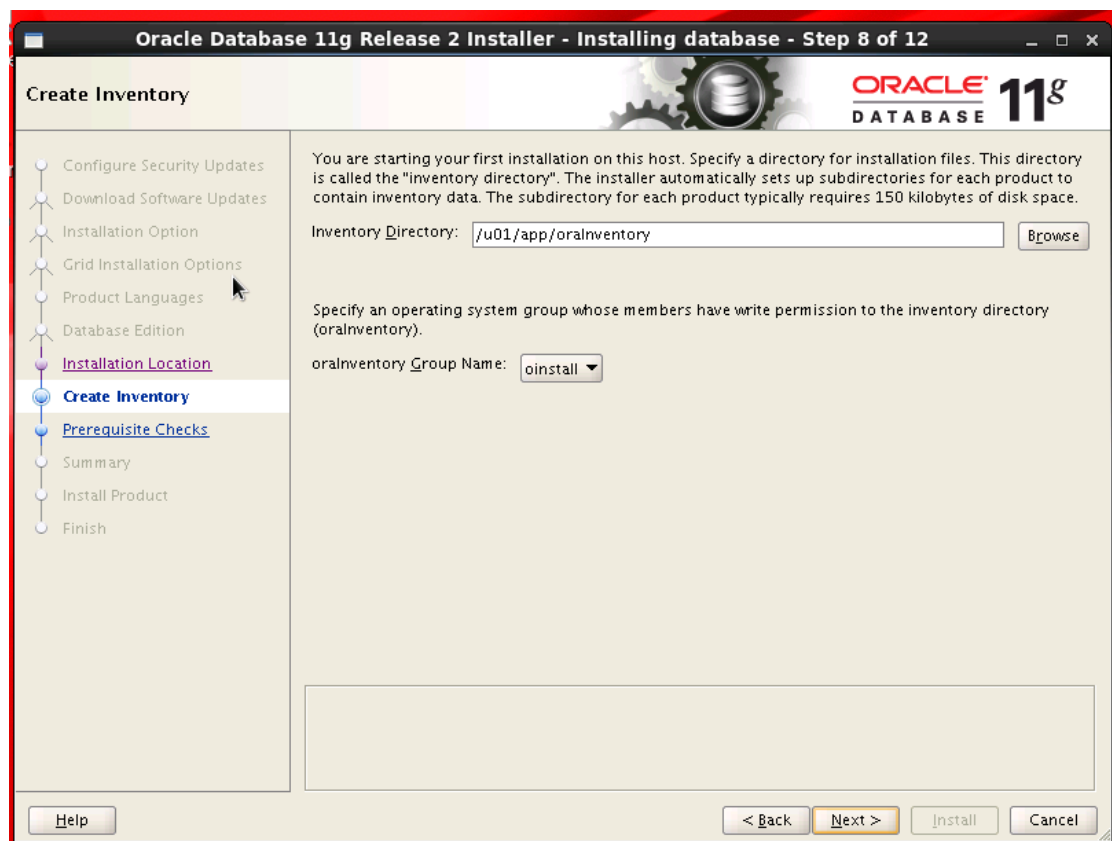 Oracle Database 11g Release 2 Installer - Installing database - Step 8 of 12
Create Inventory
ORACLE
DATABASE
11g
Configure Security Updates
Download Software Updates
Installation Option
Grid Installation Options
Product Languages
Database Edition
Installation Location
Create Inventory
Prerequisite Checks
Summary
Install Product
Finish
You are starting your first installation on this host. Specify a directory for installation files. This directory
is called the "inventory directory". The installer automatically sets up subdirectories for each product to
contain inventory data. The subdirectory for each product typically requires 150 kilobytes of disk space.
Inventory Directory: /u01/app/oraInventory Browse
Specify an operating system group whose members have write permission to the inventory directory
(oraInventory).
oraInventory Group Name: oinstall
Help < Back Next > Install Cancel